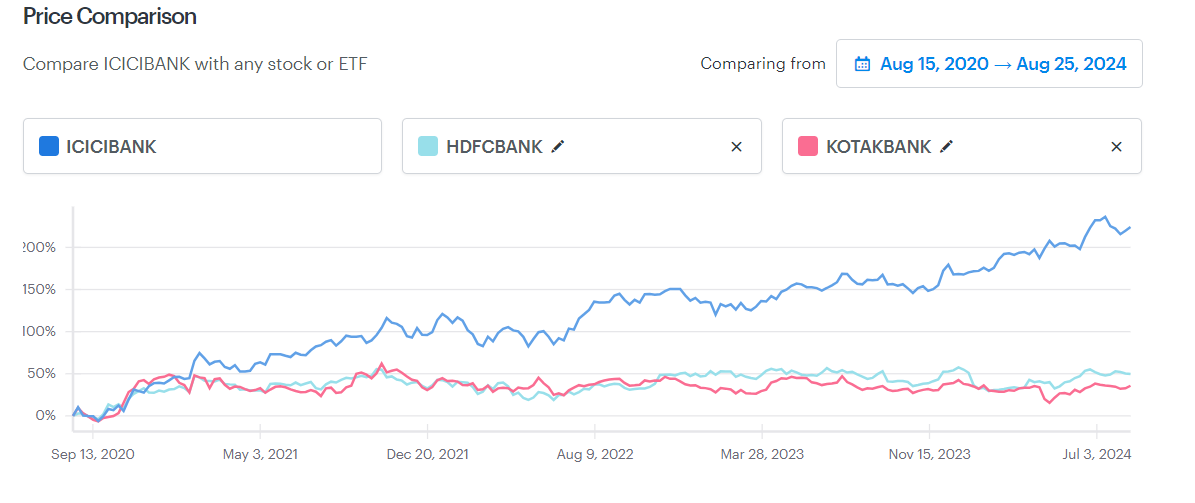 Price Comparison
Compare ICICIBANK with any stock or ETF
Comparing from
Aug 15, 2020 → Aug 25, 2024
ICICIBANK
HDFCBANK
KOTAKBANK
200%
150%
100%
50%
0%
Sep 13, 2020
May 3, 2021
Dec 20, 2021
Aug 9, 2022
Mar 28, 2023
Nov 15, 2023
Jul 3, 2024